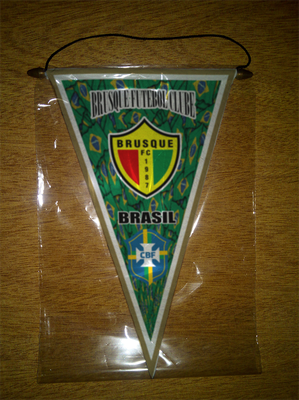 BRUSQUE FUTEBOL CLUBE
BRUSQUE
FC
1987
BRASIL
CBF